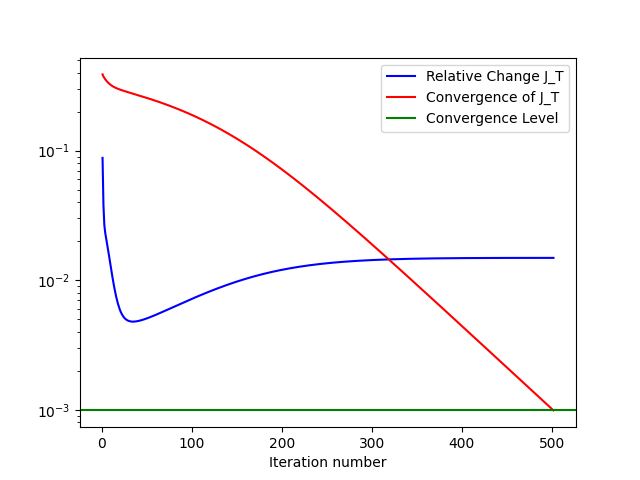 Relative Change J_T
Convergence of J_T
Convergence Level
10⁻¹
10⁻²
10⁻³
0 100 200 300 400 500
Iteration number